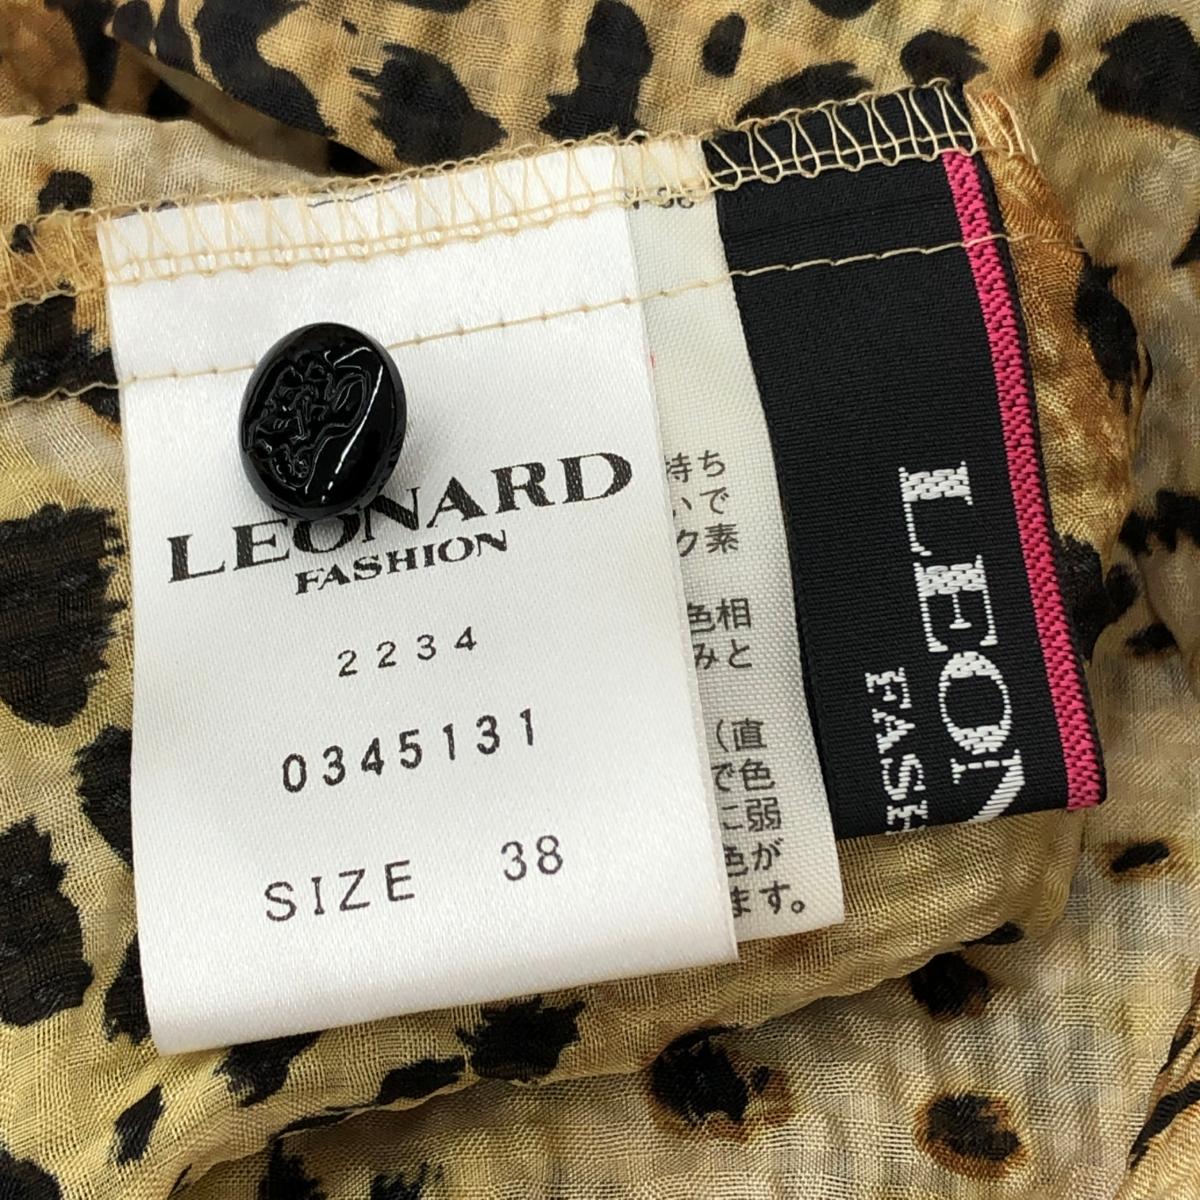 LEONARD
FASHION
2234
0345131
SIZE 38
持ち
いで
ク素
色相
みと
（直
で色
に弱
色が
ます。
LEON
FASH